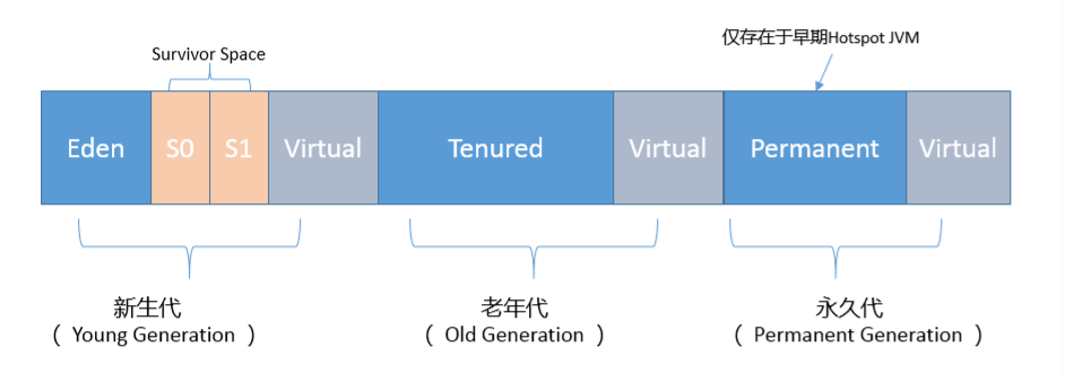 仅存在于早期Hotspot JVM
Survivor Space
Eden
S0
S1
Virtual
Tenured
Virtual
Permanent
Virtual
新生代
( Young Generation )
老年代
( Old Generation )
永久代
( Permanent Generation )